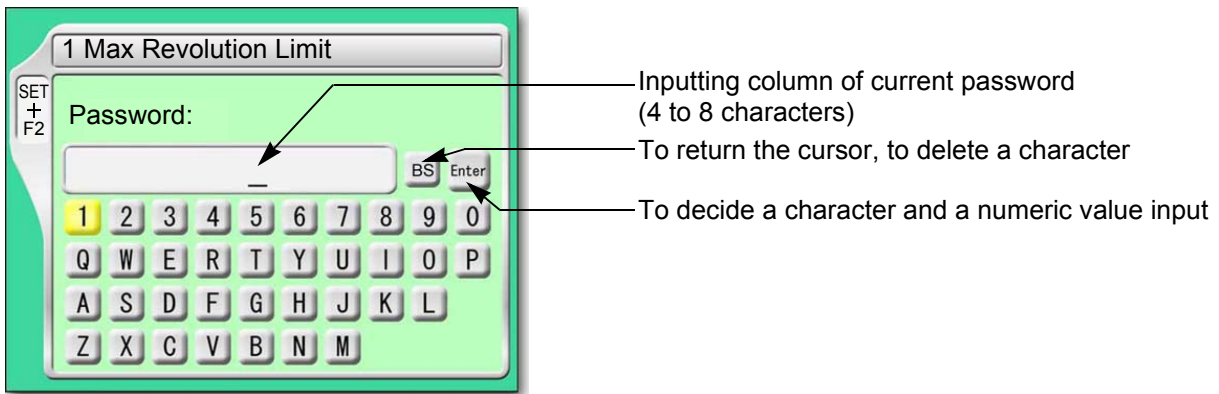 1 Max Revolution Limit
SET
+
F2
Password:
_
BS Enter
1 2 3 4 5 6 7 8 9 0
Q W E R T Y U I O P
A S D F G H J K L
Z X C V B N M
Inputting column of current password
(4 to 8 characters)
To return the cursor, to delete a character
To decide a character and a numeric value input